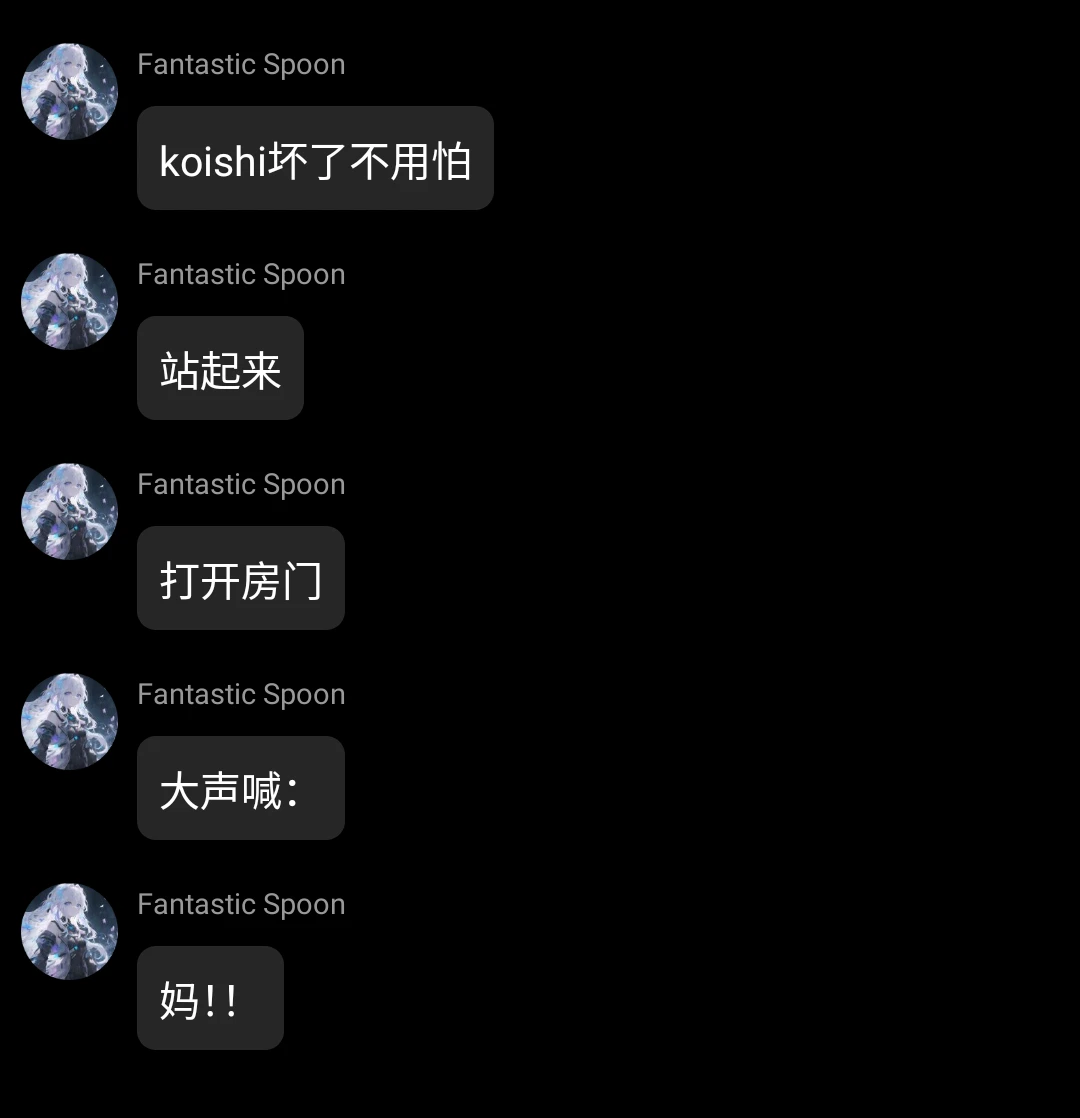 Fantastic Spoon
koishi坏了不用怕
Fantastic Spoon
站起来
Fantastic Spoon
打开房门
Fantastic Spoon
大声喊：
Fantastic Spoon
妈！！